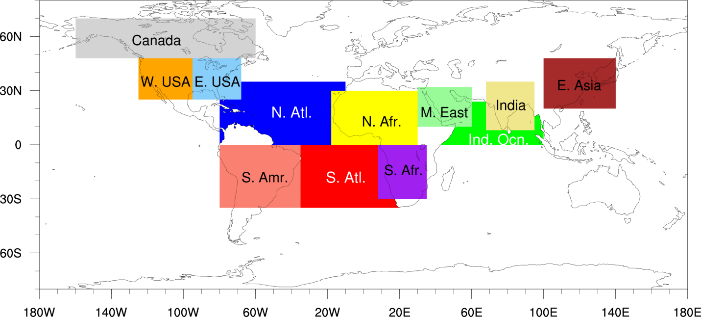 60N
30N
0
30S
60S
Canada
W. USA
E. USA
N. Atl.
N. Afr.
M. East
India
E. Asia
Ind. Ocn.
S. Amr.
S. Atl.
S. Afr.
180W 140W 100W 60W 20W 20E 60E 100E 140E 180E